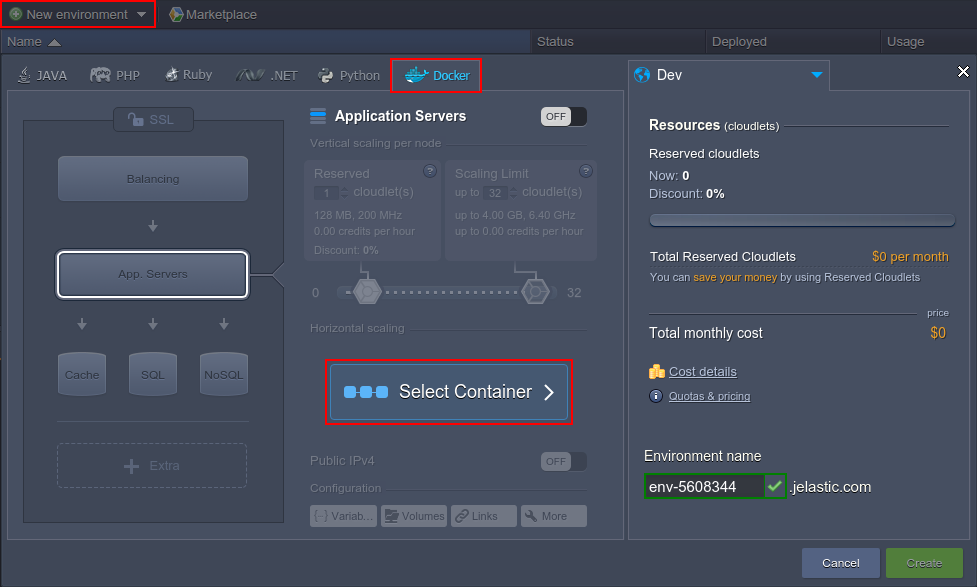 New environment
Marketplace
Name
Status
Deployed
Usage
JAVA
PHP
Ruby
.NET
Python
Docker
Dev
SSL
Balancing
App. Servers
Cache
SQL
NoSQL
Extra
Application Servers
OFF
Vertical scaling per node
Reserved
?
1 cloudlet(s)
128 MB, 200 MHz
0.00 credits per hour
Discount: 0%
Scaling Limit
?
up to 32 cloudlet(s)
up to 4.00 GB, 6.40 GHz
up to 0.00 credits per hour
0
32
Horizontal scaling
Select Container
Public IPv4
OFF
Configuration
Variab...
Volumes
Links
More
Resources (cloudlets)
Reserved cloudlets
Now: 0
Discount: 0%
Total Reserved Cloudlets $0 per month
You can save your money by using Reserved Cloudlets
price
Total monthly cost $0
Cost details
Quotas & pricing
Environment name
env-5608344 .jelastic.com
Cancel
Create